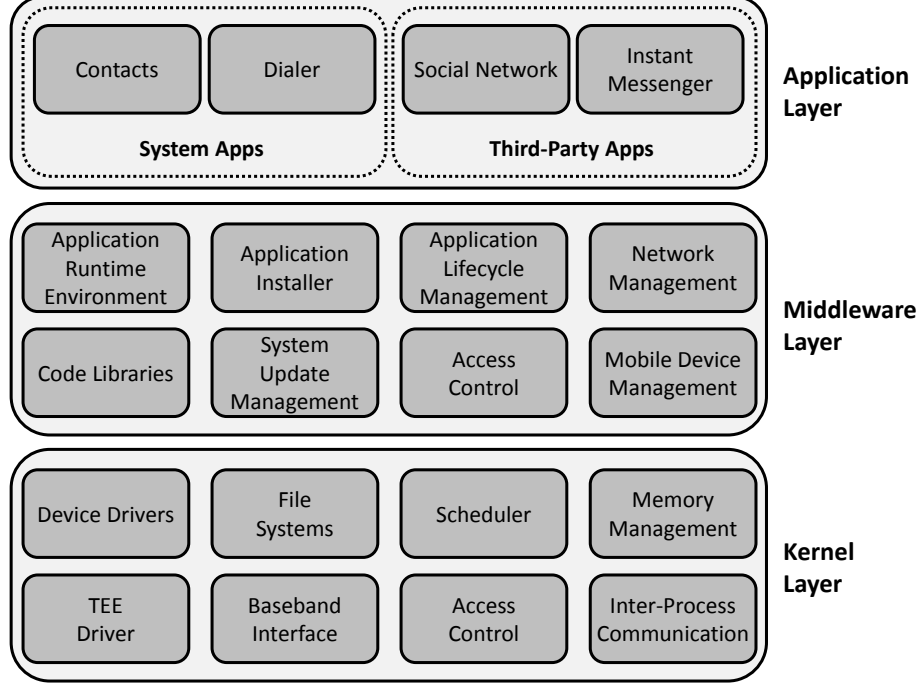 Contacts
Dialer
Social Network
Instant
Messenger
System Apps
Third-Party Apps
Application
Layer
Application
Runtime
Environment
Application
Installer
Application
Lifecycle
Management
Network
Management
Code Libraries
System
Update
Management
Access
Control
Mobile Device
Management
Middleware
Layer
Device Drivers
File
Systems
Scheduler
Memory
Management
TEE
Driver
Baseband
Interface
Access
Control
Inter-Process
Communication
Kernel
Layer